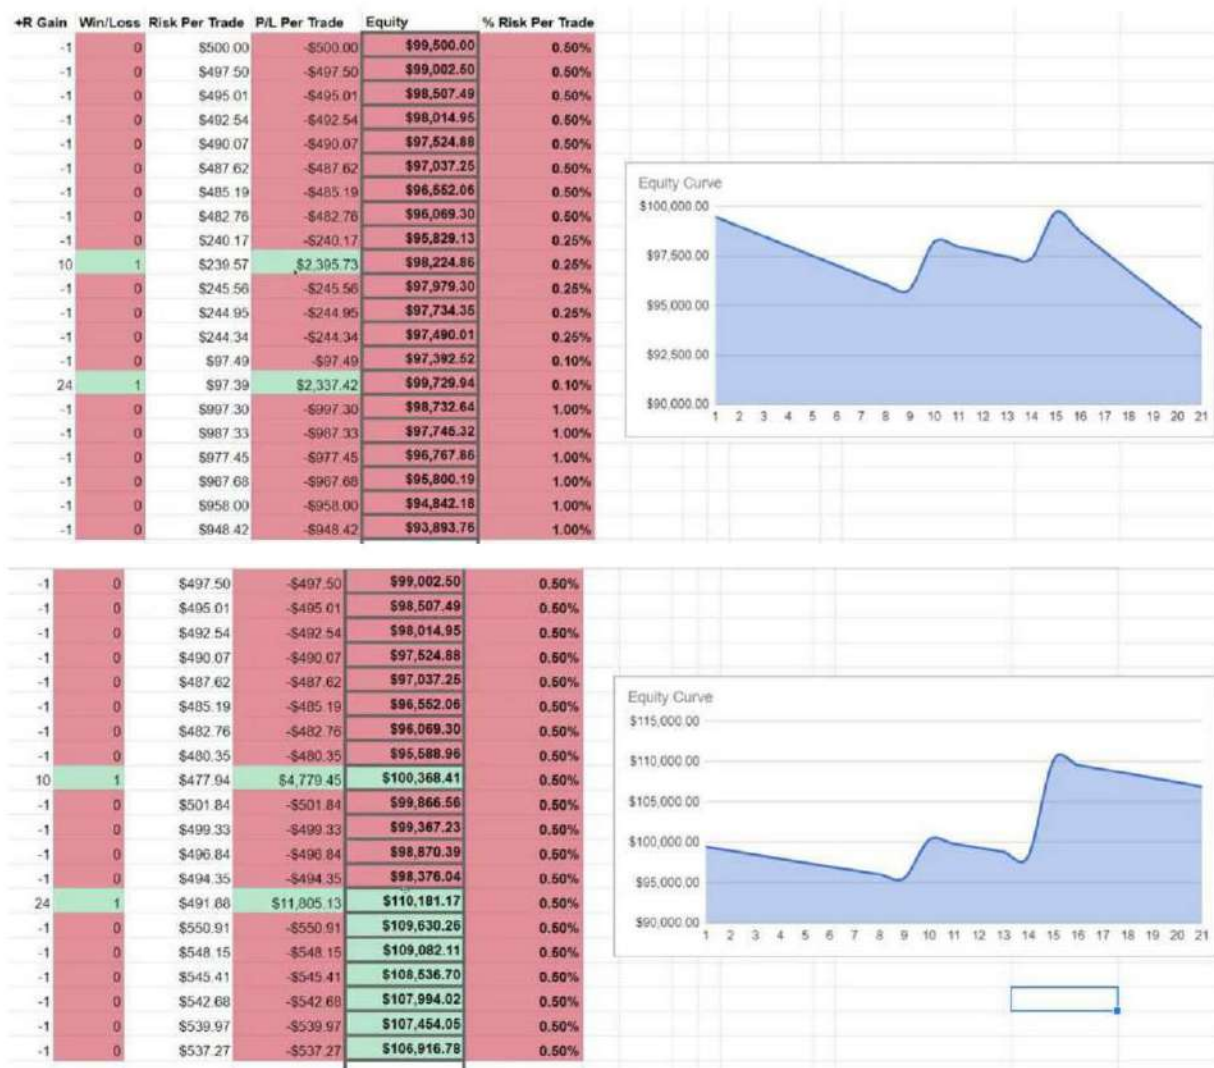 +R Gain Win/Loss Risk Per Trade P/L Per Trade Equity % Risk Per Trade
-1 0 $500.00 -$500.00 $99,500.00 0.50%
-1 0 $497.50 -$497.50 $99,002.50 0.50%
-1 0 $495.01 -$495.01 $98,507.49 0.50%
-1 0 $492.54 -$492.54 $98,014.95 0.50%
-1 0 $490.07 -$490.07 $97,524.88 0.50%
-1 0 $487.62 -$487.62 $97,037.25 0.50%
-1 0 $485.19 -$485.19 $96,552.06 0.50%
-1 0 $482.76 -$482.76 $96,069.30 0.50%
-1 0 $240.17 -$240.17 $95,829.13 0.25%
10 1 $239.57 $2,395.73 $98,224.86 0.25%
-1 0 $245.56 -$245.56 $97,979.30 0.25%
-1 0 $244.95 -$244.95 $97,734.35 0.25%
-1 0 $244.34 -$244.34 $97,490.01 0.25%
-1 0 $97.49 -$97.49 $97,392.52 0.10%
24 1 $97.39 $2,337.42 $99,729.94 0.10%
-1 0 $997.30 -$997.30 $98,732.64 1.00%
-1 0 $987.33 -$987.33 $97,745.32 1.00%
-1 0 $977.45 -$977.45 $96,767.86 1.00%
-1 0 $967.68 -$967.68 $95,800.19 1.00%
-1 0 $958.00 -$958.00 $94,842.18 1.00%
-1 0 $948.42 -$948.42 $93,893.76 1.00%
Equity Curve
$100,000.00
$97,500.00
$95,000.00
$92,500.00
$90,000.00
1 2 3 4 5 6 7 8 9 10 11 12 13 14 15 16 17 18 19 20 21
-1 0 $497.50 -$497.50 $99,002.50 0.50%
-1 0 $495.01 -$495.01 $98,507.49 0.50%
-1 0 $492.54 -$492.54 $98,014.95 0.50%
-1 0 $490.07 -$490.07 $97,524.88 0.50%
-1 0 $487.62 -$487.62 $97,037.25 0.50%
-1 0 $485.19 -$485.19 $96,552.06 0.50%
-1 0 $482.76 -$482.76 $96,069.30 0.50%
-1 0 $480.35 -$480.35 $95,588.96 0.50%
10 1 $477.94 $4,779.45 $100,368.41 0.50%
-1 0 $501.84 -$501.84 $99,866.56 0.50%
-1 0 $499.33 -$499.33 $99,367.23 0.50%
-1 0 $496.84 -$496.84 $98,870.39 0.50%
-1 0 $494.35 -$494.35 $98,376.04 0.50%
24 1 $491.88 $11,805.13 $110,181.17 0.50%
-1 0 $550.91 -$550.91 $109,630.26 0.50%
-1 0 $548.15 -$548.15 $109,082.11 0.50%
-1 0 $545.41 -$545.41 $108,536.70 0.50%
-1 0 $542.68 -$542.68 $107,994.02 0.50%
-1 0 $539.97 -$539.97 $107,454.05 0.50%
-1 0 $537.27 -$537.27 $106,916.78 0.50%
Equity Curve
$115,000.00
$110,000.00
$105,000.00
$100,000.00
$95,000.00
$90,000.00
1 2 3 4 5 6 7 8 9 10 11 12 13 14 15 16 17 18 19 20 21